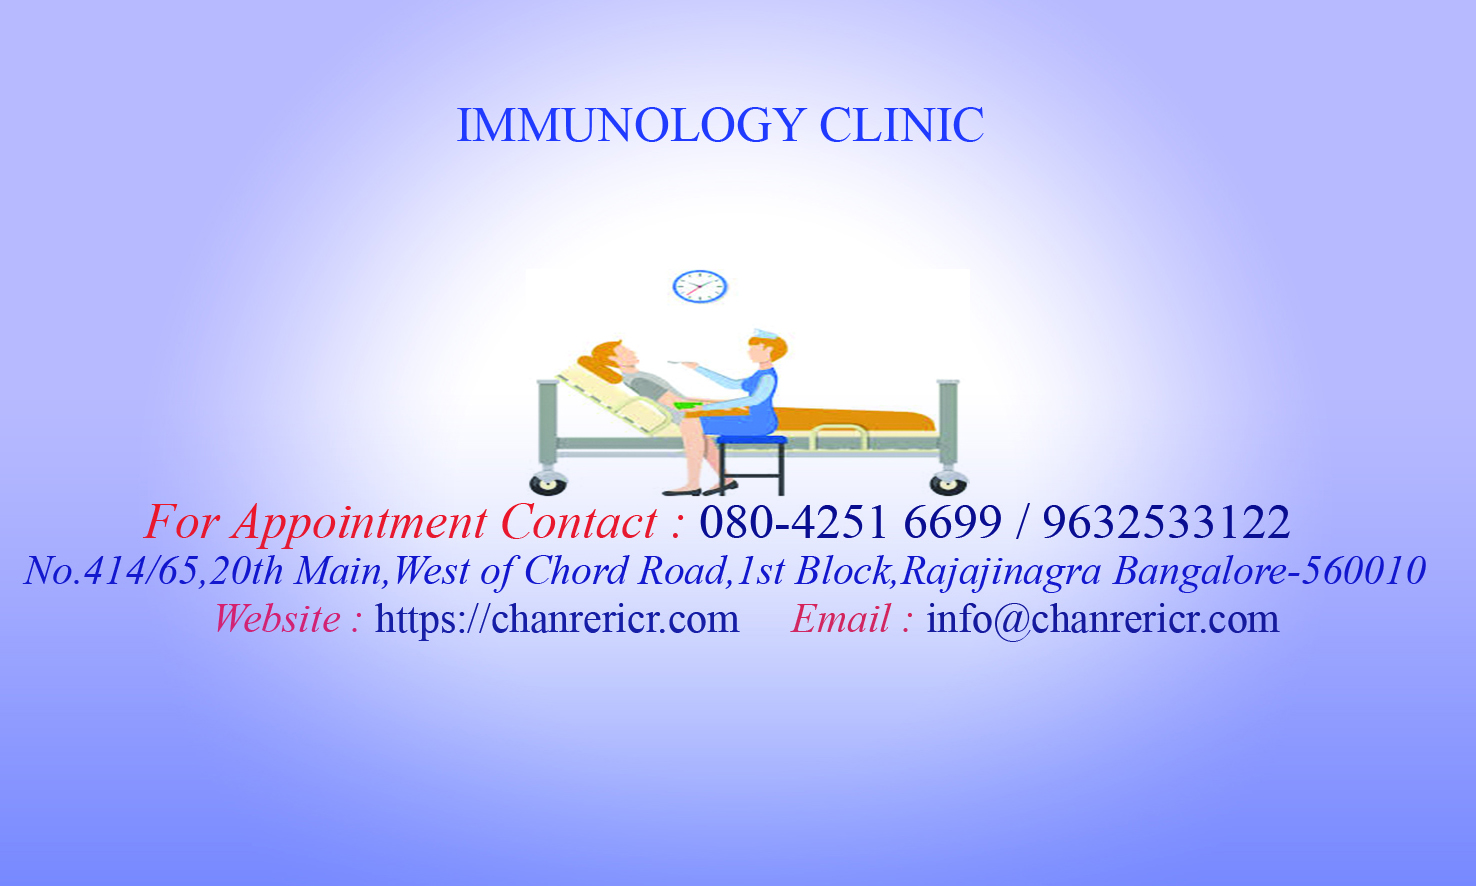 IMMUNOLOGY CLINIC
For Appointment Contact : 080-4251 6699 / 9632533122
No.414/65,20th Main,West of Chord Road,1st Block,Rajajinagra Bangalore-560010
Website : https://chanrericr.com Email : info@chanrericr.com